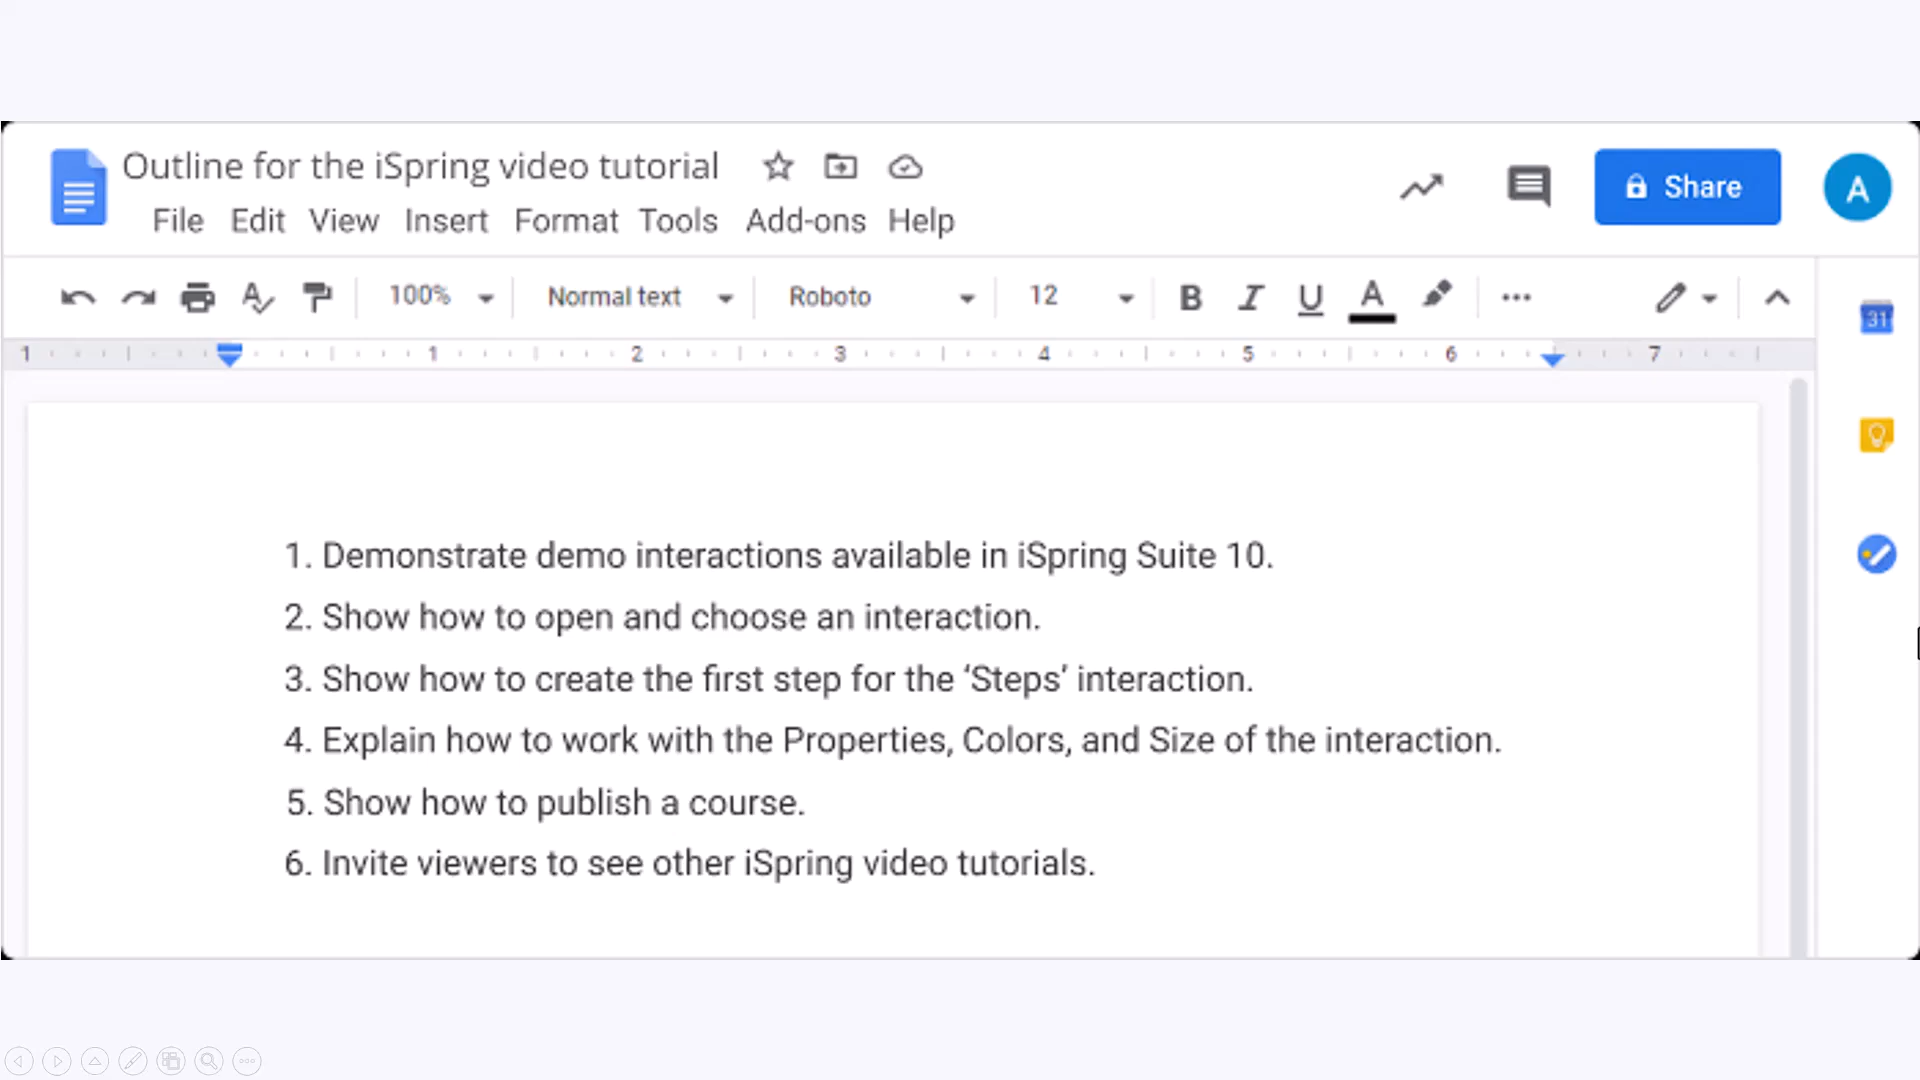 Outline for the iSpring video tutorial
File Edit View Insert Format Tools Add-ons Help
Share
A
100% Normal text Roboto 12 B I U A
31
1 1 2 3 4 5 6 7
1. Demonstrate demo interactions available in iSpring Suite 10.
2. Show how to open and choose an interaction.
3. Show how to create the first step for the ‘Steps’ interaction.
4. Explain how to work with the Properties, Colors, and Size of the interaction.
5. Show how to publish a course.
6. Invite viewers to see other iSpring video tutorials.